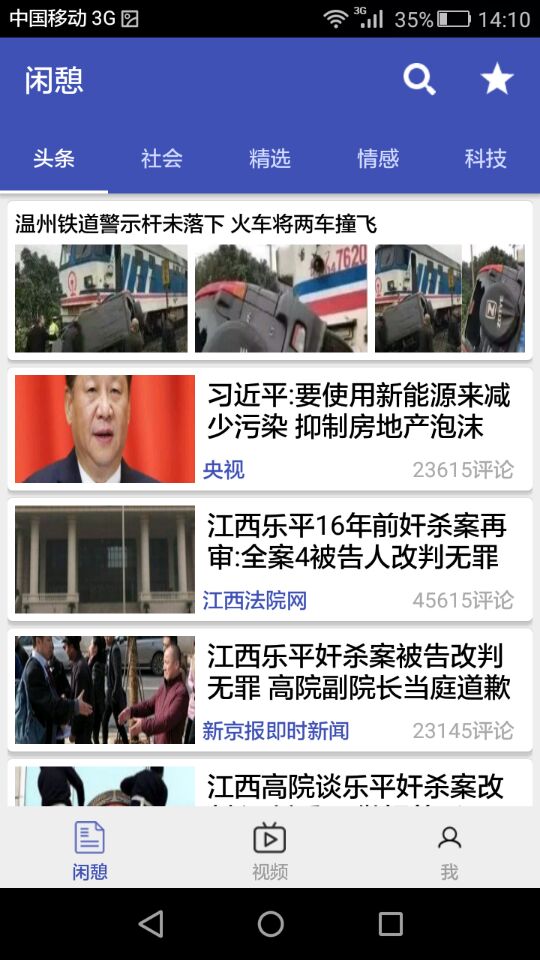 中国移动 3G
3G
35%
14:10
闲憩
头条
社会
精选
情感
科技
温州铁道警示杆未落下 火车将两车撞飞
7620
习近平:要使用新能源来减
少污染 抑制房地产泡沫
央视
23615评论
江西乐平16年前奸杀案再
审:全案4被告人改判无罪
江西法院网
45615评论
江西乐平奸杀案被告改判
无罪 高院副院长当庭道歉
新京报即时新闻
23145评论
江西高院谈乐平奸杀案改
闲憩
视频
我